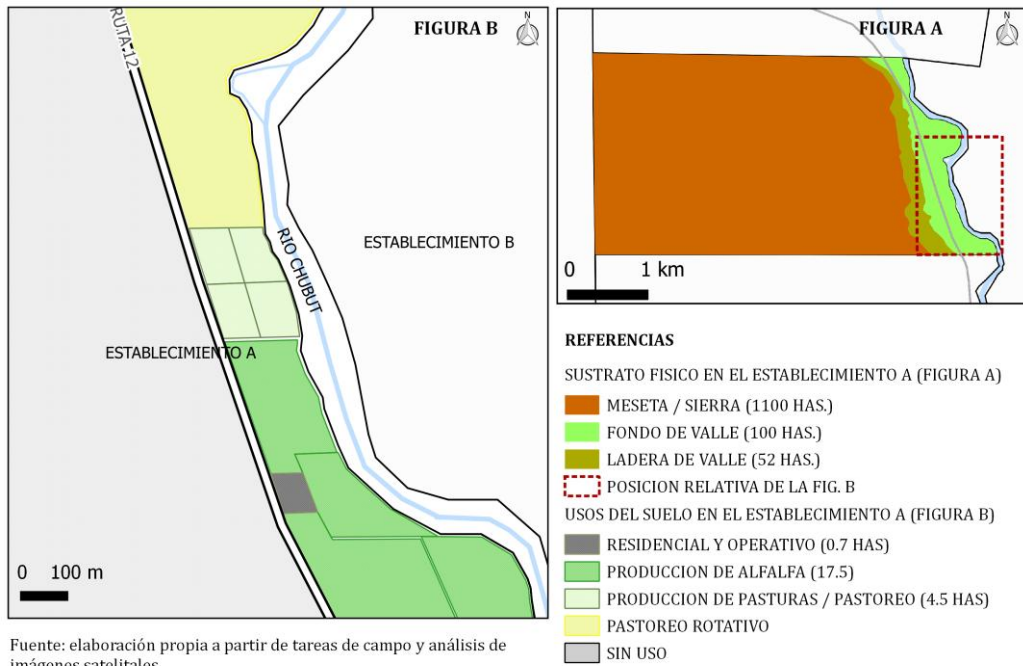 FIGURA B
N
RUTA 12
RIO CHUBUT
ESTABLECIMIENTO B
ESTABLECIMIENTO A
0 100 m
FIGURA A
N
0 1 km
REFERENCIAS
SUSTRATO FISICO EN EL ESTABLECIMIENTO A (FIGURA A)
MESETA / SIERRA (1100 HAS.)
FONDO DE VALLE (100 HAS.)
LADERA DE VALLE (52 HAS.)
POSICION RELATIVA DE LA FIG. B
USOS DEL SUELO EN EL ESTABLECIMIENTO A (FIGURA B)
RESIDENCIAL Y OPERATIVO (0.7 HAS)
PRODUCCION DE ALFALFA (17.5)
PRODUCCION DE PASTURAS / PASTOREO (4.5 HAS)
PASTOREO ROTATIVO
SIN USO
Fuente: elaboración propia a partir de tareas de campo y análisis de
imágenes satelitales